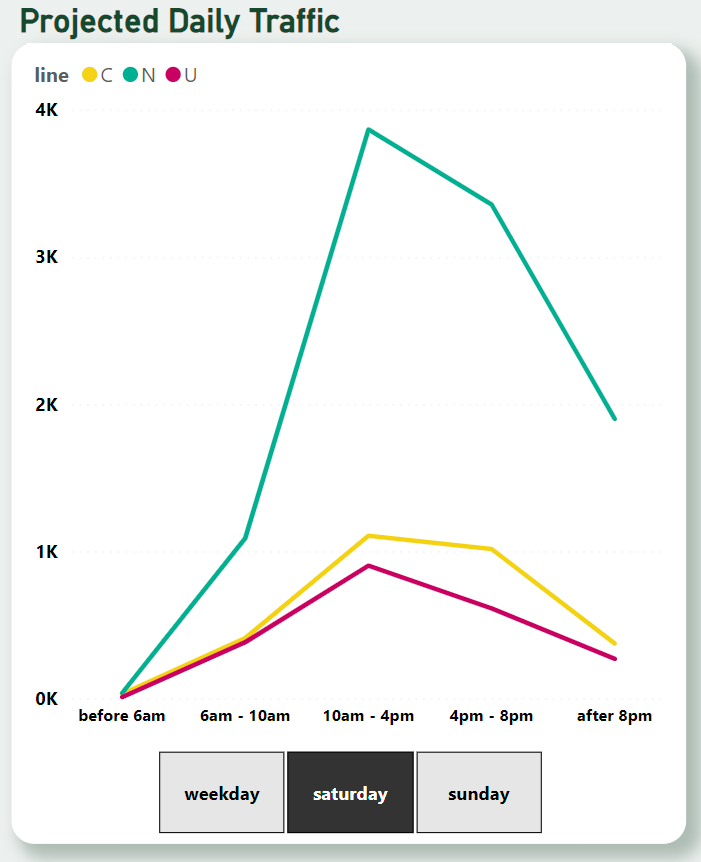 Projected Daily Traffic
line C N U
4K
3K
2K
1K
0K
before 6am 6am - 10am 10am - 4pm 4pm - 8pm after 8pm
weekday saturday sunday